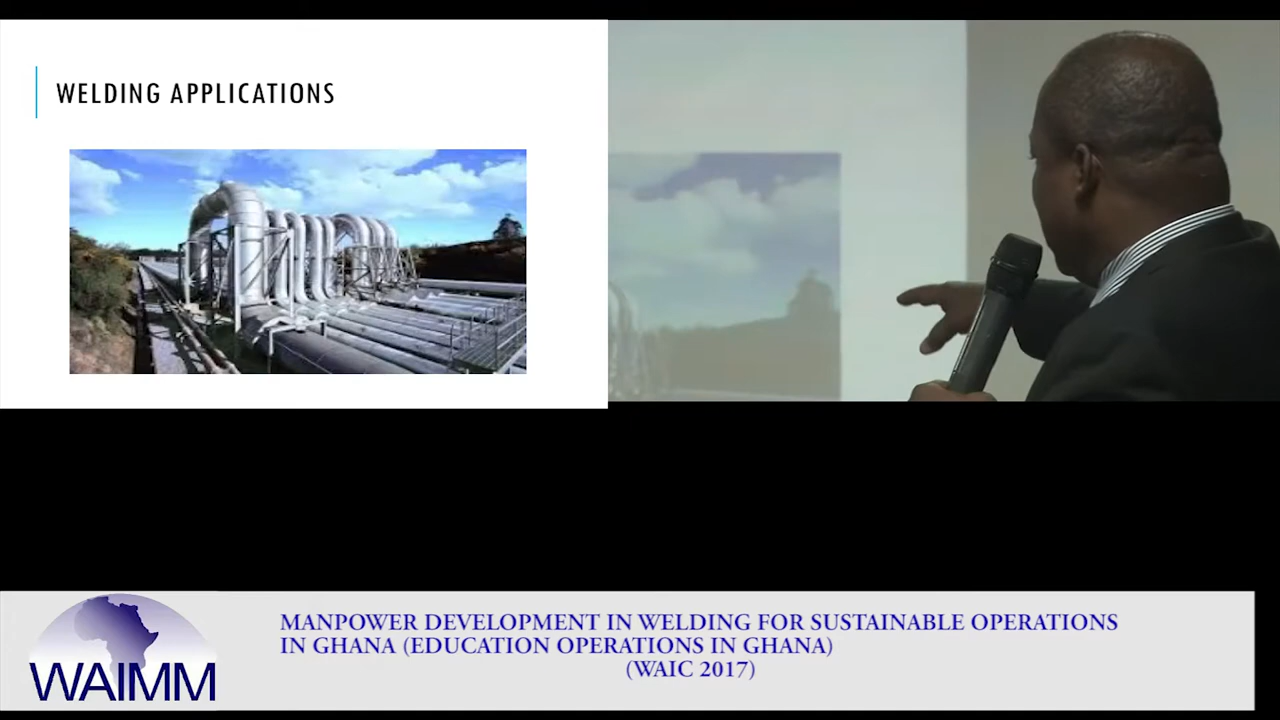 WELDING APPLICATIONS
WAIMM
MANPOWER DEVELOPMENT IN WELDING FOR SUSTAINABLE OPERATIONS
IN GHANA (EDUCATION OPERATIONS IN GHANA)
(WAIC 2017)